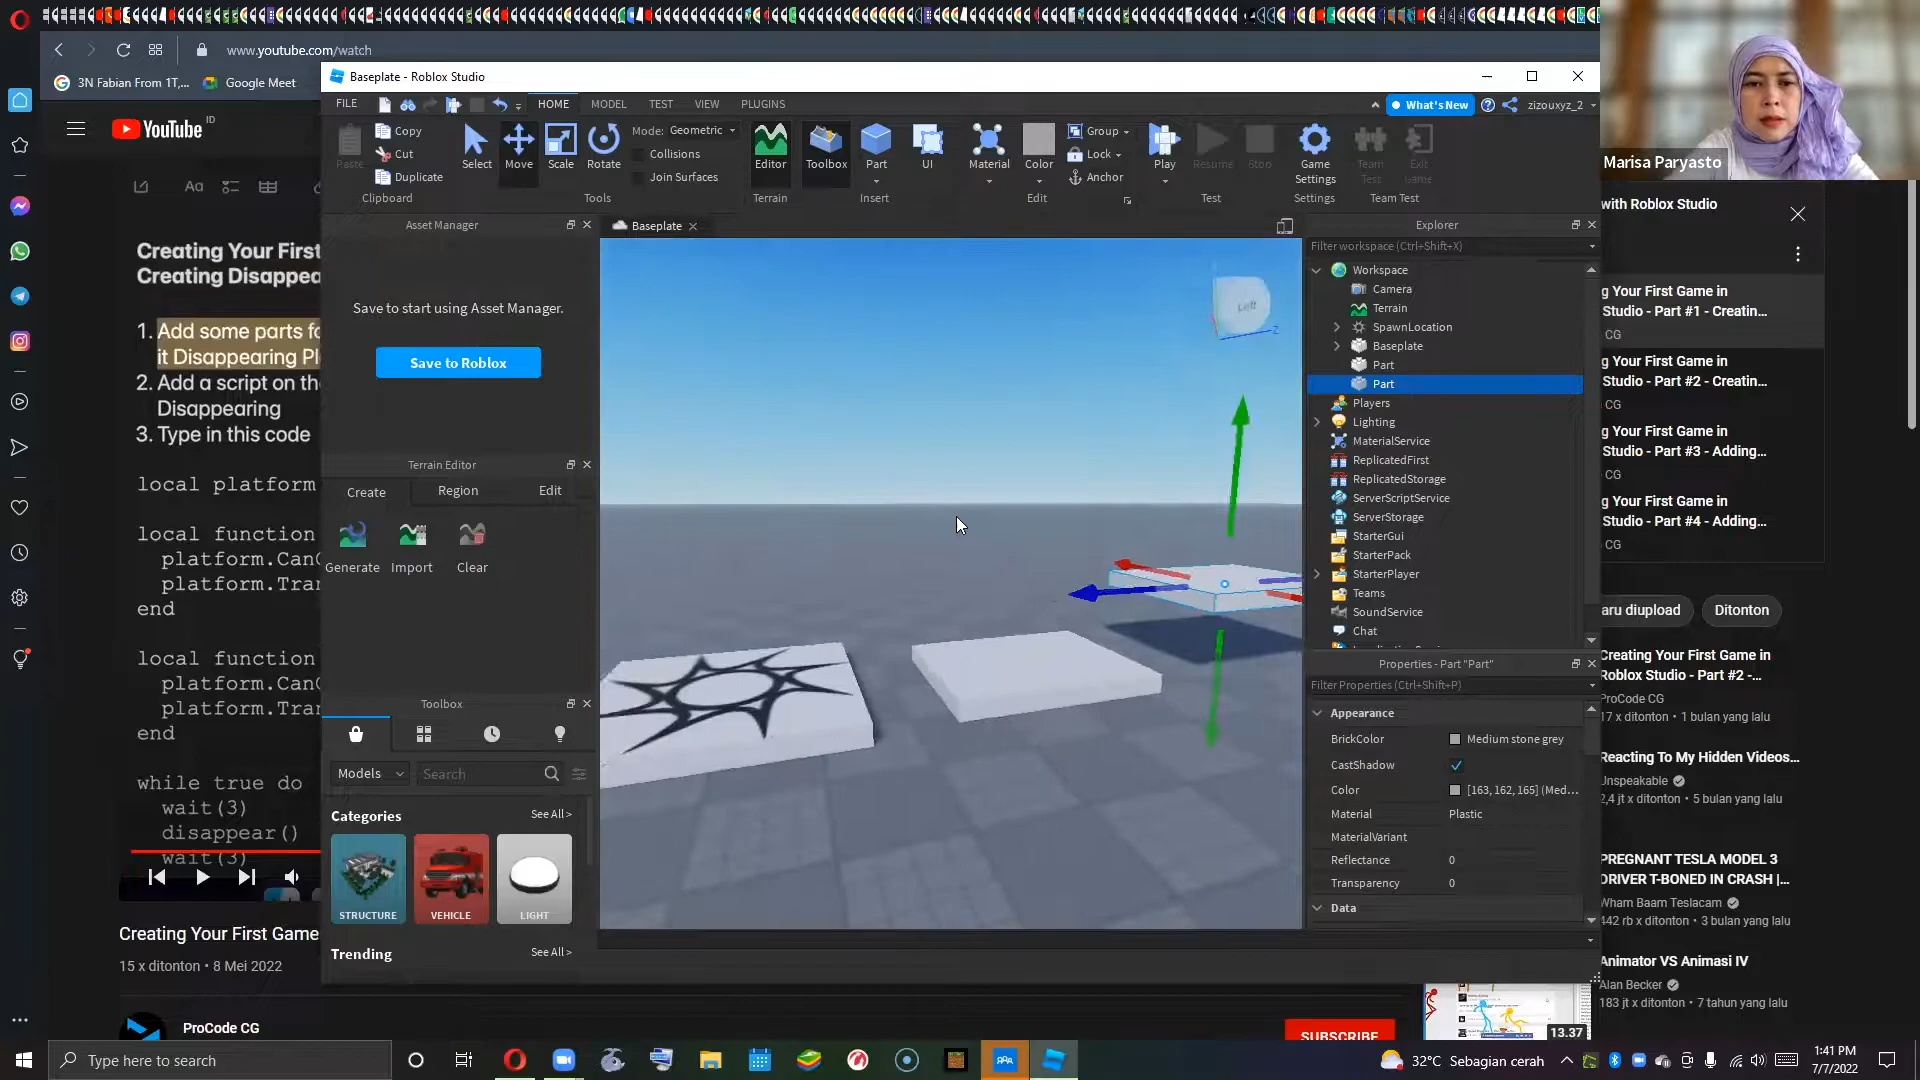 www.youtube.com/watch
3N Fabian From 1T,...
Google Meet
YouTube
ID
Aa
Creating Your First
Creating Disappea
1. Add some parts fo
it Disappearing Pl
2. Add a script on th
Disappearing
3. Type in this code
local platform
local function
platform.Can
platform.Tran
end
local function
platform.Can
platform.Tran
end
while true do
wait(3)
disappear()
wait(3)
Creating Your First Game
15 x ditonton • 8 Mei 2022
ProCode CG
Baseplate - Roblox Studio
FILE
HOME
MODEL
TEST
VIEW
PLUGINS
What's New
zizouxyz_2
Paste
Copy
Cut
Duplicate
Clipboard
Select
Move
Scale
Rotate
Mode: Geometric
Collisions
Join Surfaces
Tools
Editor
Terrain
Toolbox
Part
UI
Insert
Material
Color
Group
Lock
Anchor
Edit
Play
Resume
Stop
Test
Game
Settings
Settings
Team
Test
Exit
Game
Team Test
Asset Manager
Save to start using Asset Manager.
Save to Roblox
Terrain Editor
Create
Region
Edit
Generate
Import
Clear
Toolbox
Models
Search
Categories
See All >
STRUCTURE
VEHICLE
LIGHT
Trending
See All >
Baseplate
Left
Z
Explorer
Filter workspace (Ctrl+Shift+X)
Workspace
Camera
Terrain
SpawnLocation
Baseplate
Part
Part
Players
Lighting
MaterialService
ReplicatedFirst
ReplicatedStorage
ServerScriptService
ServerStorage
StarterGui
StarterPack
StarterPlayer
Teams
SoundService
Chat
Properties - Part "Part"
Filter Properties (Ctrl+Shift+P)
Appearance
BrickColor
Medium stone grey
CastShadow
Color
[163, 162, 165] (Med...
Material
Plastic
MaterialVariant
Reflectance
0
Transparency
0
Data
Marisa Paryasto
with Roblox Studio
g Your First Game in
Studio - Part #1 - Creatin...
CG
g Your First Game in
Studio - Part #2 - Creatin...
CG
g Your First Game in
Studio - Part #3 - Adding...
CG
g Your First Game in
Studio - Part #4 - Adding...
CG
aru diupload
Ditonton
Creating Your First Game in
Roblox Studio - Part #2 -...
ProCode CG
17 x ditonton • 1 bulan yang lalu
Reacting To My Hidden Videos...
Unspeakable
2,4 jt x ditonton • 5 bulan yang lalu
PREGNANT TESLA MODEL 3
DRIVER T-BONED IN CRASH |...
Wham Baam Teslacam
442 rb x ditonton • 3 bulan yang lalu
Animator VS Animasi IV
Alan Becker
183 jt x ditonton • 7 tahun yang lalu
13.37
SUBSCRIBE
Type here to search
32°C Sebagian cerah
1:41 PM
7/7/2022